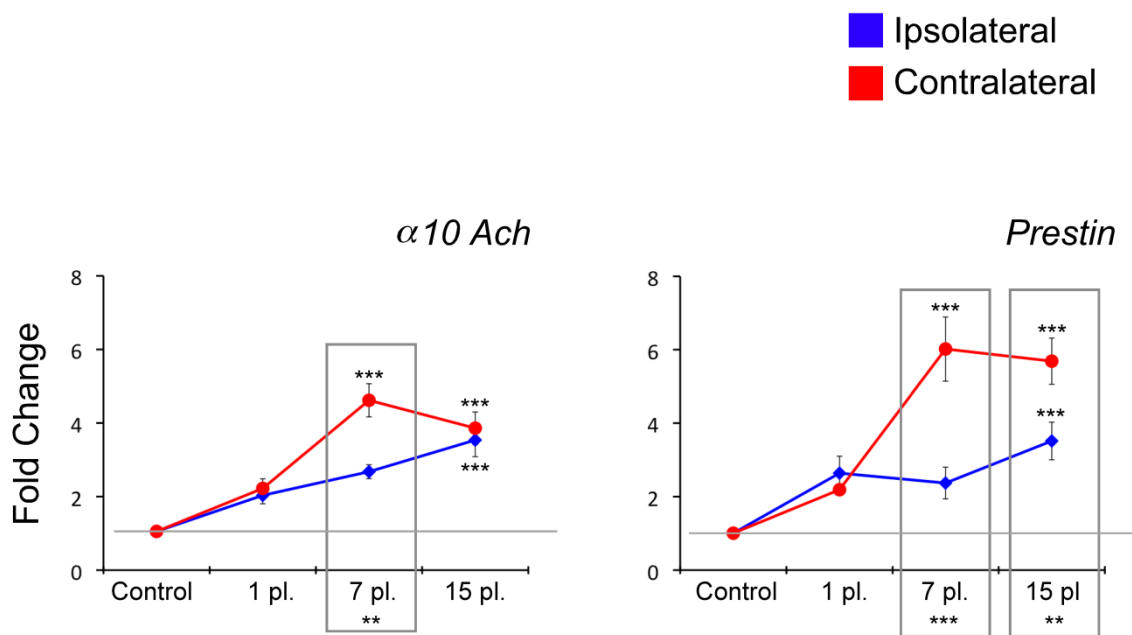 Ipsolateral
Contralateral
α10 Ach
Prestin
Fold Change
8
6
4
2
0
***
***
***
Control
1 pl.
7 pl.
15 pl.
**
8
6
4
2
0
***
***
***
Control
1 pl.
7 pl.
15 pl
***
**